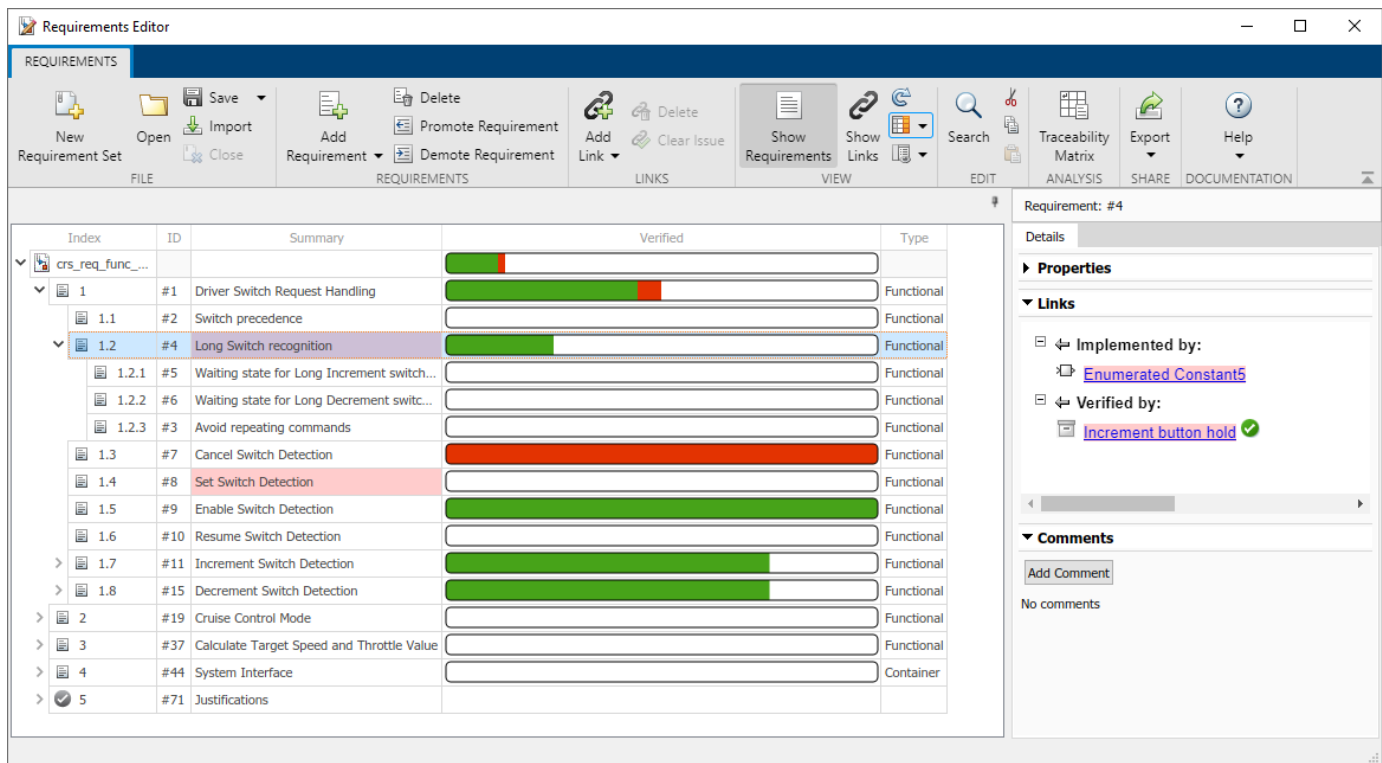 Requirements Editor
REQUIREMENTS
New
Requirement Set
Open
Save
Import
Close
FILE
Add
Requirement
Delete
Promote Requirement
Demote Requirement
REQUIREMENTS
Add
Link
Delete
Clear Issue
LINKS
Show
Requirements
Show
Links
VIEW
Search
EDIT
Traceability
Matrix
ANALYSIS
Export
SHARE
Help
DOCUMENTATION
Index ID Summary Verified Type
crs_req_func_...
1 #1 Driver Switch Request Handling Functional
1.1 #2 Switch precedence Functional
1.2 #4 Long Switch recognition Functional
1.2.1 #5 Waiting state for Long Increment switch... Functional
1.2.2 #6 Waiting state for Long Decrement switc... Functional
1.2.3 #3 Avoid repeating commands Functional
1.3 #7 Cancel Switch Detection Functional
1.4 #8 Set Switch Detection Functional
1.5 #9 Enable Switch Detection Functional
1.6 #10 Resume Switch Detection Functional
1.7 #11 Increment Switch Detection Functional
1.8 #15 Decrement Switch Detection Functional
2 #19 Cruise Control Mode Functional
3 #37 Calculate Target Speed and Throttle Value Functional
4 #44 System Interface Container
5 #71 Justifications
Requirement: #4
Details
Properties
Links
Implemented by:
Enumerated Constant5
Verified by:
Increment button hold
Comments
Add Comment
No comments